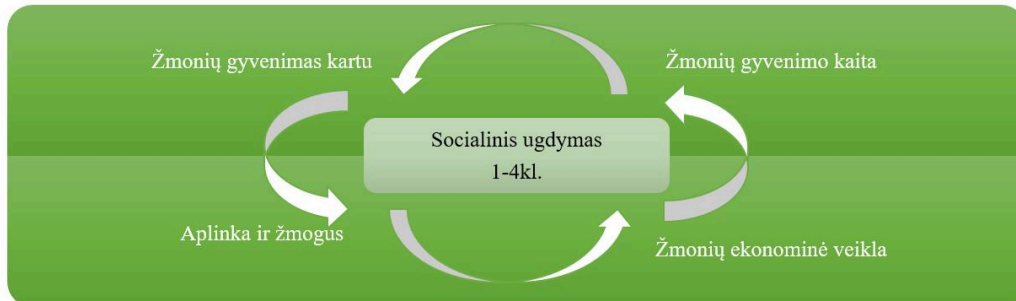 Žmonių gyvenimas kartu
Žmonių gyvenimo kaita
Socialinis ugdymas
1-4kl.
Aplinka ir žmogus
Žmonių ekonominė veikla